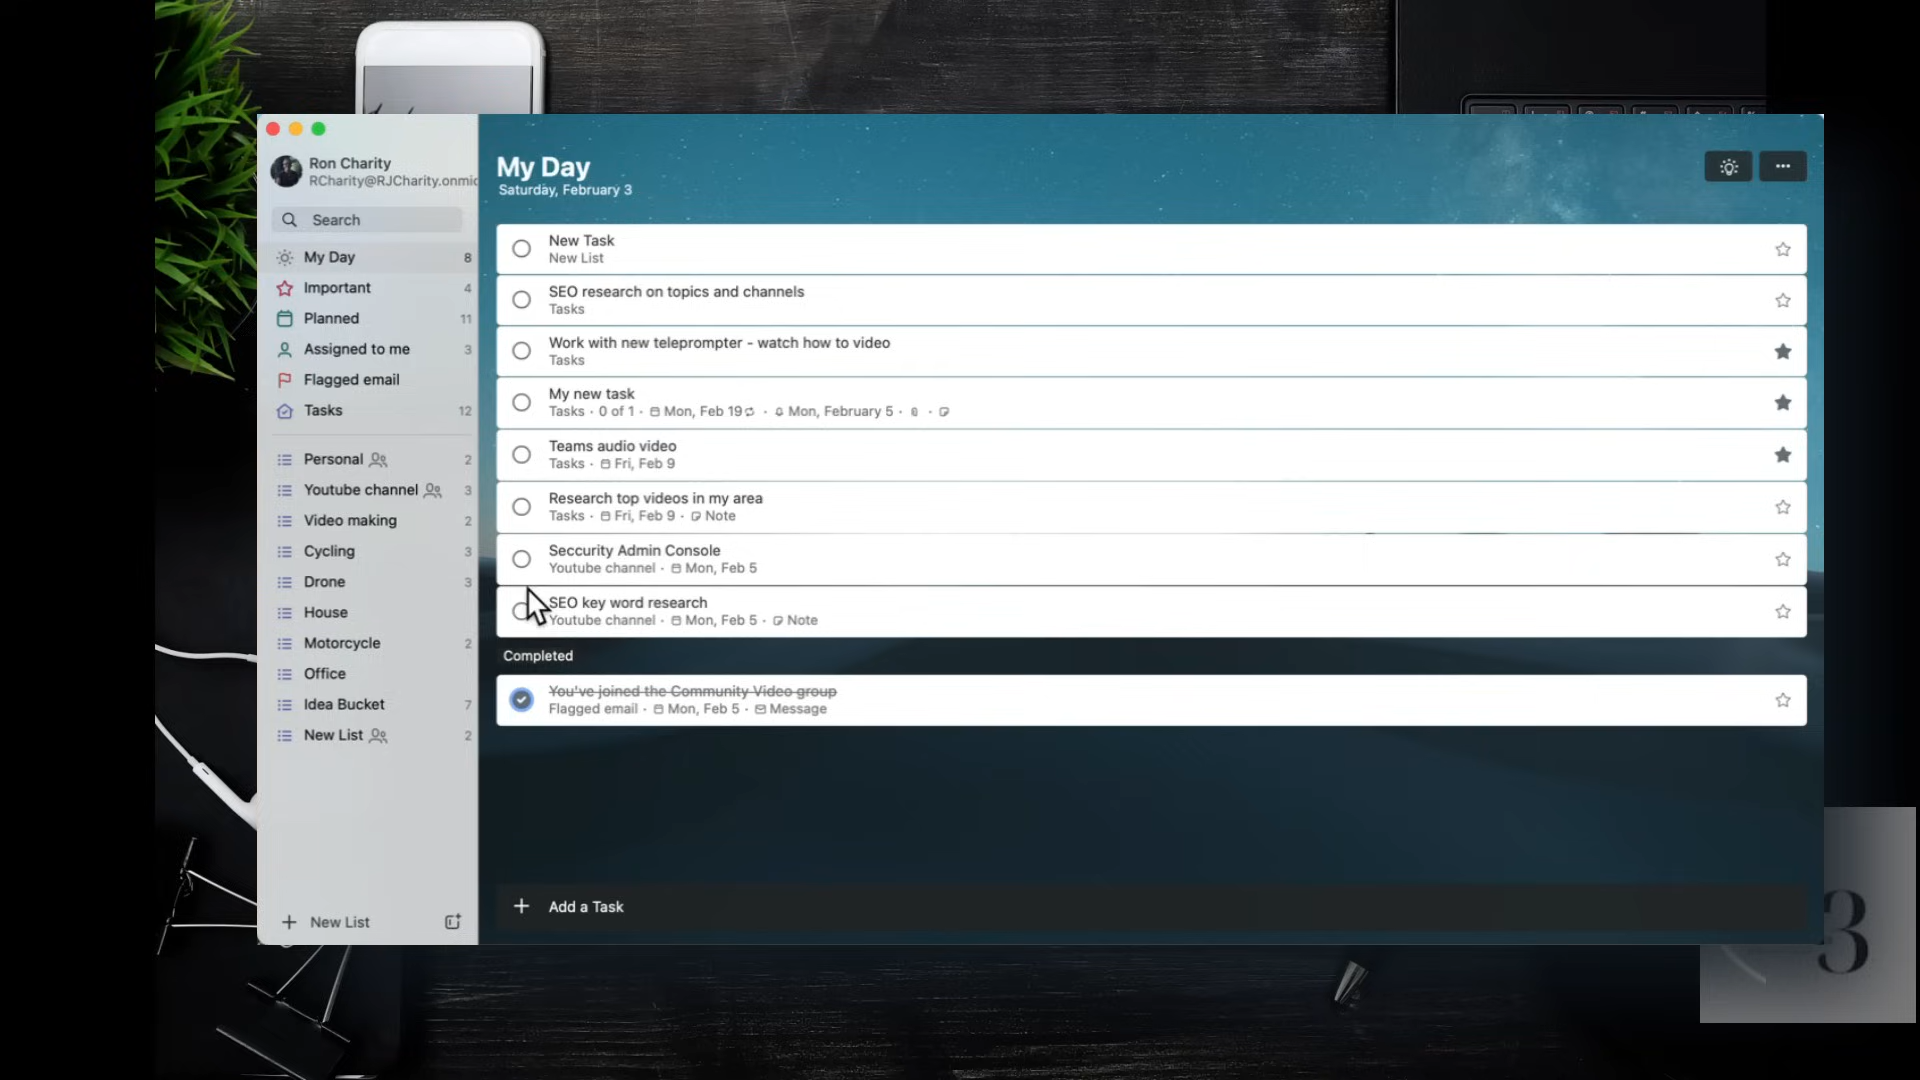 Ron Charity
RCharity@RJCharity.onmic
Search
My Day 8
Important 4
Planned 11
Assigned to me 3
Flagged email
Tasks 12
Personal 2
Youtube channel 3
Video making 2
Cycling 3
Drone 3
House
Motorcycle 2
Office
Idea Bucket 7
New List 2
+ New List
My Day
Saturday, February 3
...
New Task
New List
SEO research on topics and channels
Tasks
Work with new teleprompter - watch how to video
Tasks
My new task
Tasks · 0 of 1 · Mon, Feb 19 · Mon, February 5 · ·
Teams audio video
Tasks · Fri, Feb 9
Research top videos in my area
Tasks · Fri, Feb 9 · Note
Seccurity Admin Console
Youtube channel · Mon, Feb 5
SEO key word research
Youtube channel · Mon, Feb 5 · Note
Completed
You've joined the Community Video group
Flagged email · Mon, Feb 5 · Message
+ Add a Task
3